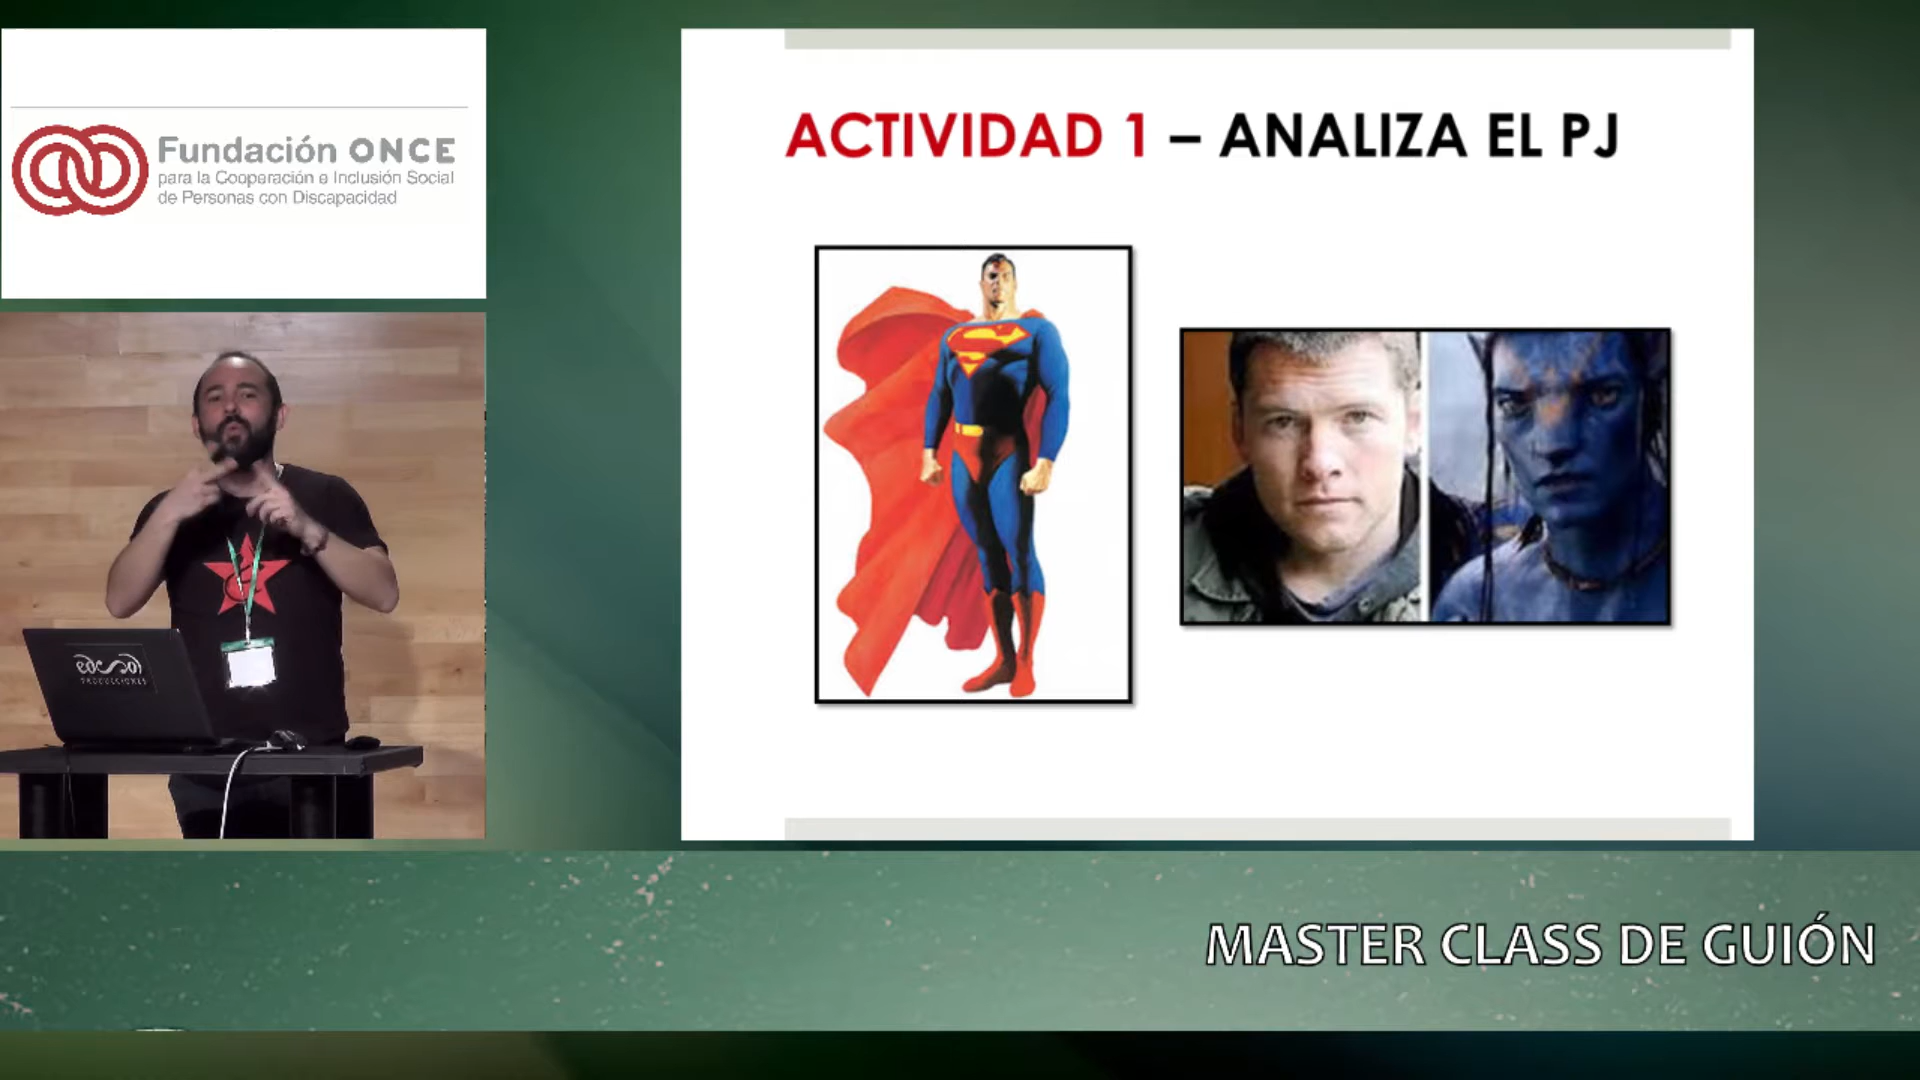 Fundación ONCE
para la Cooperación e Inclusión Social
de Personas con Discapacidad
ACTIVIDAD 1 – ANALIZA EL PJ
PRODUCCIONES
MASTER CLASS DE GUIÓN